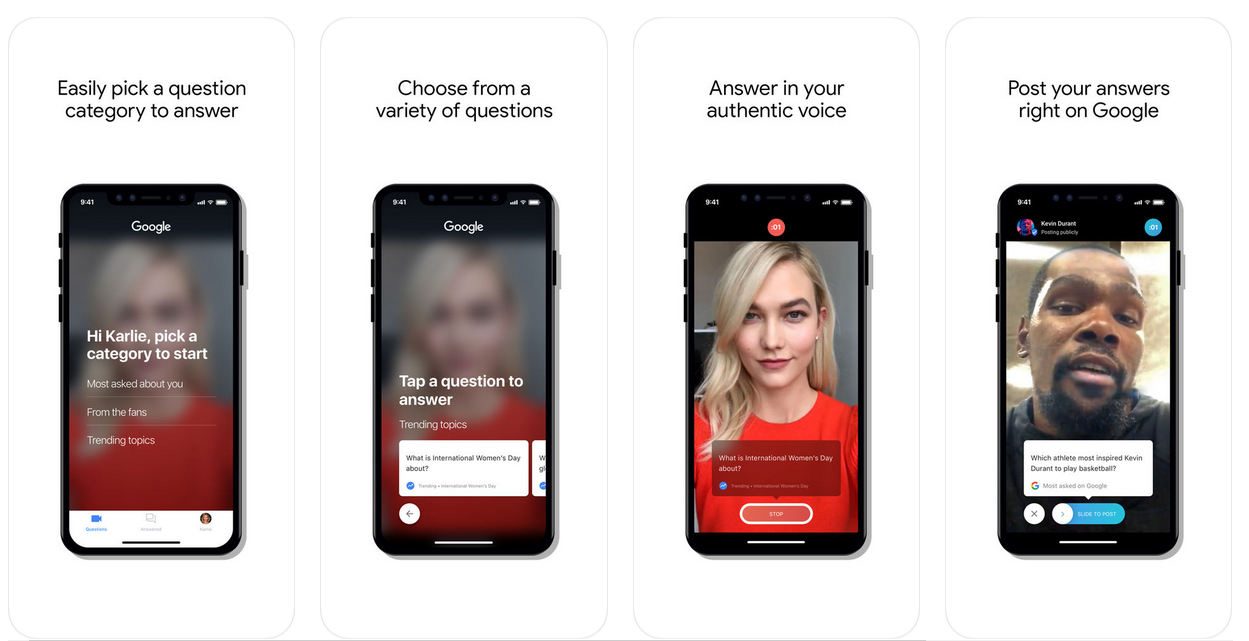 Easily pick a question
category to answer
9:41
Google
Hi Karlie, pick a
category to start
Most asked about you
From the fans
Trending topics
Questions
Answered
Karlie
Choose from a
variety of questions
9:41
Google
Tap a question to
answer
Trending topics
What is International Women's Day
about?
Trending • International Women's Day
W
gl
Answer in your
authentic voice
9:41
:01
What is International Women's Day
about?
Trending • International Women's Day
STOP
Post your answers
right on Google
9:41
Kevin Durant
Posting publicly
:01
Which athlete most inspired Kevin
Durant to play basketball?
G Most asked on Google
SLIDE TO POST